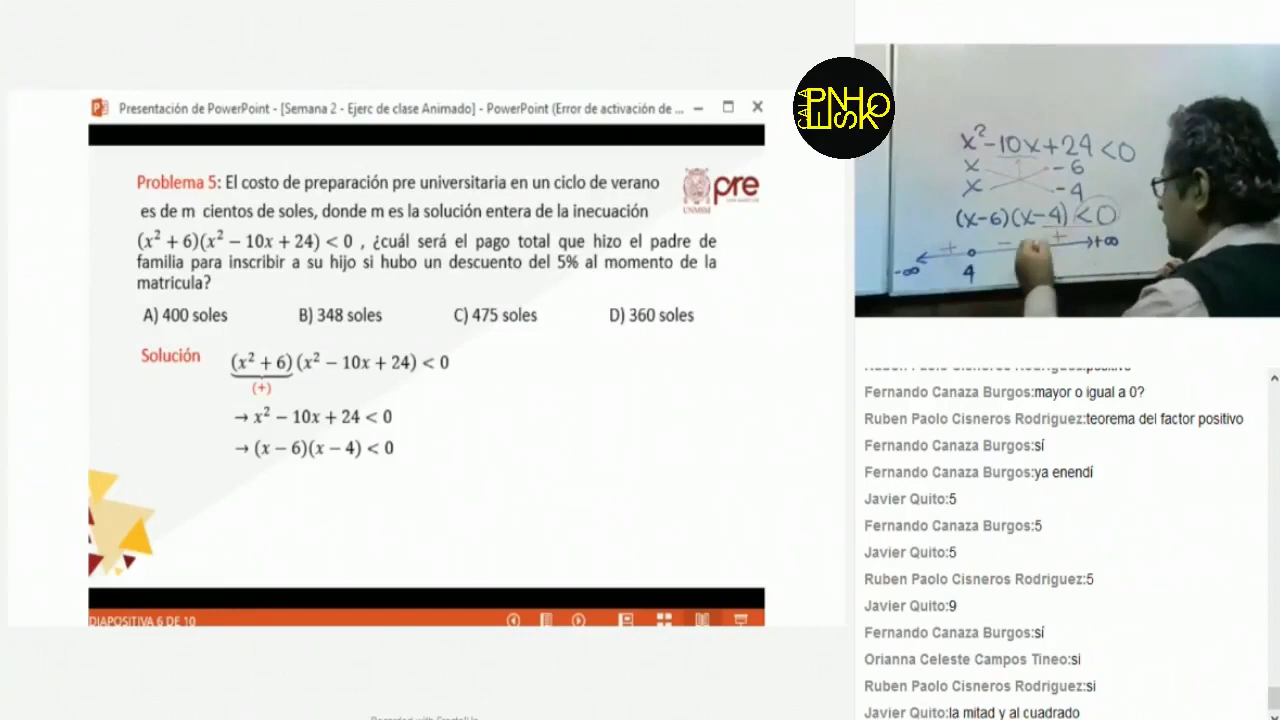 Presentación de PowerPoint - [Semana 2 - Ejerc de clase Animado] - PowerPoint (Error de activación de ...
Problema 5: El costo de preparación pre universitaria en un ciclo de verano
es de m cientos de soles, donde m es la solución entera de la inecuación
(x² + 6)(x² − 10x + 24) < 0 , ¿cuál será el pago total que hizo el padre de
familia para inscribir a su hijo si hubo un descuento del 5% al momento de la
matricula?
UNMSM
pre
A) 400 soles B) 348 soles C) 475 soles D) 360 soles
Solución (x² + 6)(x² − 10x + 24) < 0
(+)
→ x² − 10x + 24 < 0
→ (x − 6)(x − 4) < 0
DIAPOSITIVA 6 DE 10
x² - 10x + 24 < 0
x -6
x -4
(x-6)(x-4) < 0
+ - +
-∞ +∞
4
Fernando Canaza Burgos:mayor o igual a 0?
Ruben Paolo Cisneros Rodriguez:teorema del factor positivo
Fernando Canaza Burgos:sí
Fernando Canaza Burgos:ya enendí
Javier Quito:5
Fernando Canaza Burgos:5
Javier Quito:5
Ruben Paolo Cisneros Rodriguez:5
Javier Quito:9
Fernando Canaza Burgos:sí
Orianna Celeste Campos Tineo:si
Ruben Paolo Cisneros Rodriguez:si
Javier Quito:la mitad y al cuadrado